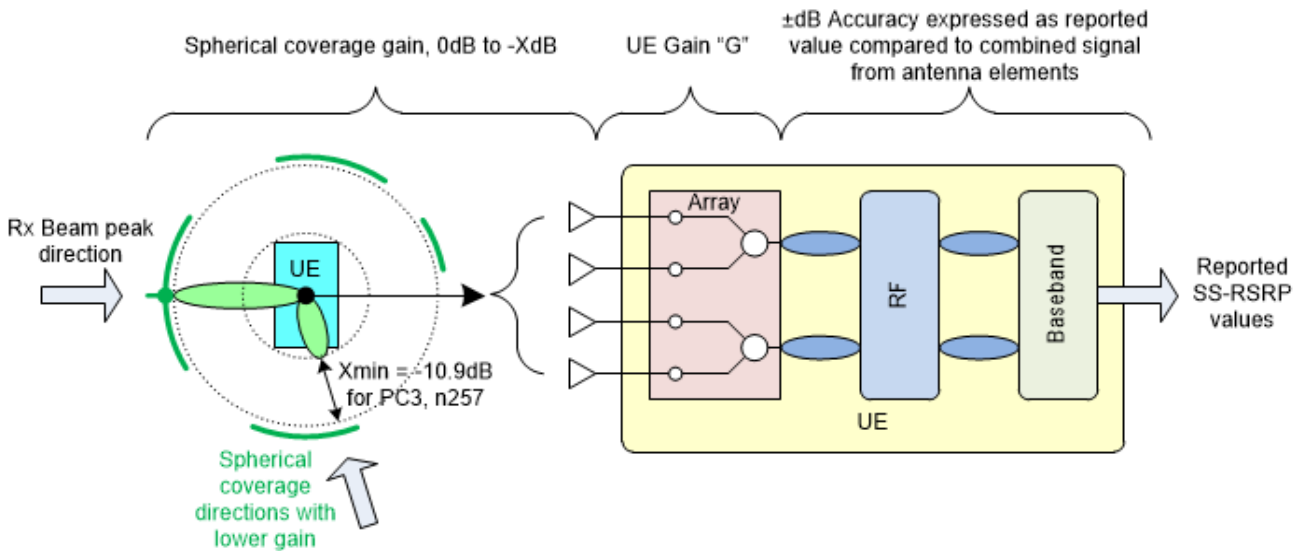 Spherical coverage gain, 0dB to -XdB
UE Gain “G”
±dB Accuracy expressed as reported
value compared to combined signal
from antenna elements
Rx Beam peak
direction
UE
Xmin = -10.9dB
for PC3, n257
Spherical
coverage
directions with
lower gain
Array
RF
Baseband
UE
Reported
SS-RSRP
values